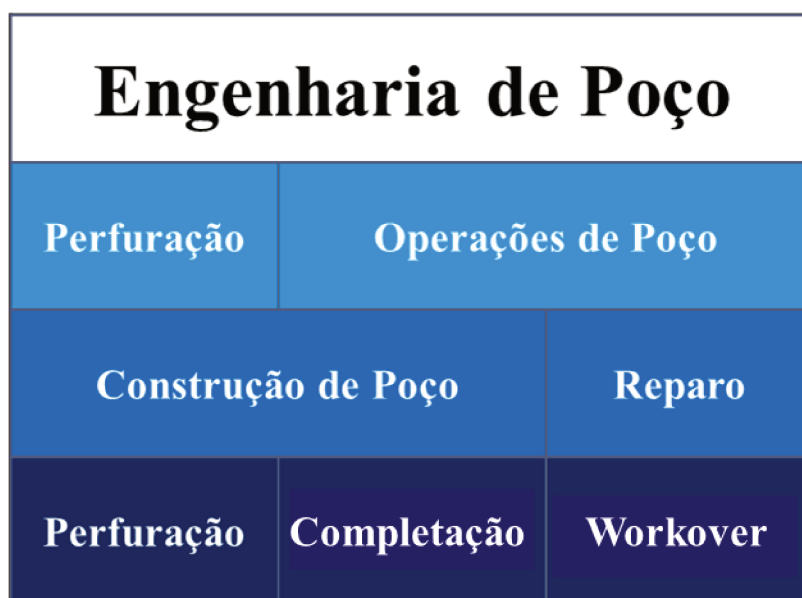 Engenharia de Poço
Perfuração Operações de Poço
Construção de Poço Reparo
Perfuração Completação Workover